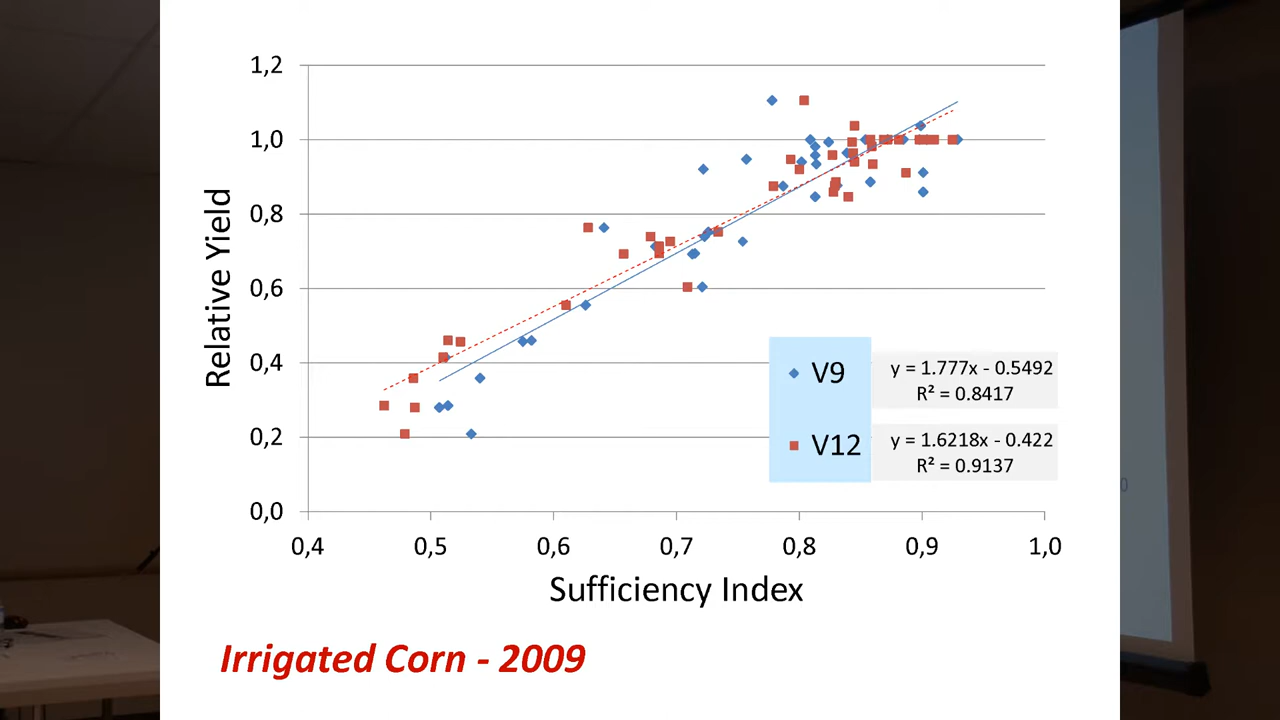 1,2
1,0
0,8
0,6
0,4
0,2
0,0
0,4 0,5 0,6 0,7 0,8 0,9 1,0
Relative Yield
Sufficiency Index
V9
y = 1.777x - 0.5492
R² = 0.8417
V12
y = 1.6218x - 0.422
R² = 0.9137
Irrigated Corn - 2009